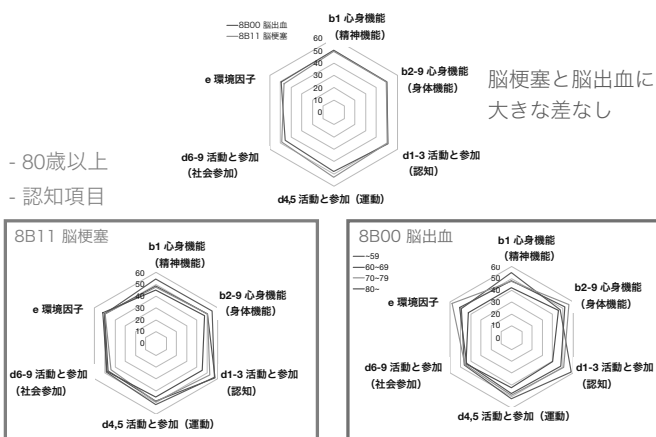 8B00 脳出血
8B11 脳梗塞
b1 心身機能
(精神機能)
60
50
40
30
20
10
0
b2-9 心身機能
(身体機能)
d1-3 活動と参加
(認知)
d4,5 活動と参加(運動)
d6-9 活動と参加
(社会参加)
e 環境因子
脳梗塞と脳出血に
大きな差なし
- 80歳以上
- 認知項目
8B11 脳梗塞
b1 心身機能
(精神機能)
60
50
40
30
20
10
0
b2-9 心身機能
(身体機能)
d1-3 活動と参加
(認知)
d4,5 活動と参加(運動)
d6-9 活動と参加
(社会参加)
e 環境因子
8B00 脳出血
~59
60~69
70~79
80~
b1 心身機能
(精神機能)
60
50
40
30
20
10
0
b2-9 心身機能
(身体機能)
d1-3 活動と参加
(認知)
d4,5 活動と参加(運動)
d6-9 活動と参加
(社会参加)
e 環境因子